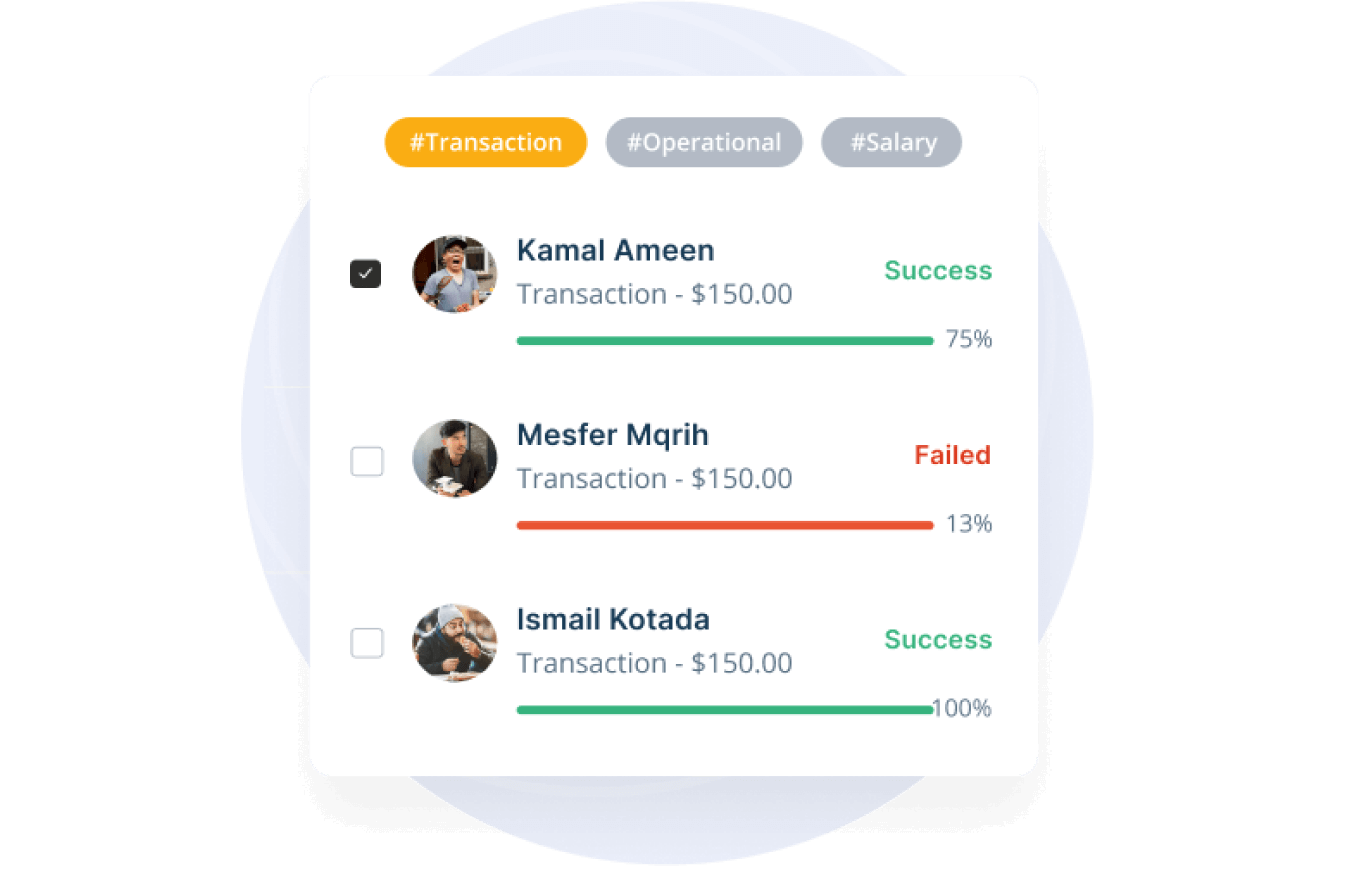 #Transaction #Operational #Salary
Kamal Ameen
Success
Transaction - $150.00
75%
Mesfer Mqrih
Failed
Transaction - $150.00
13%
Ismail Kotada
Success
Transaction - $150.00
100%